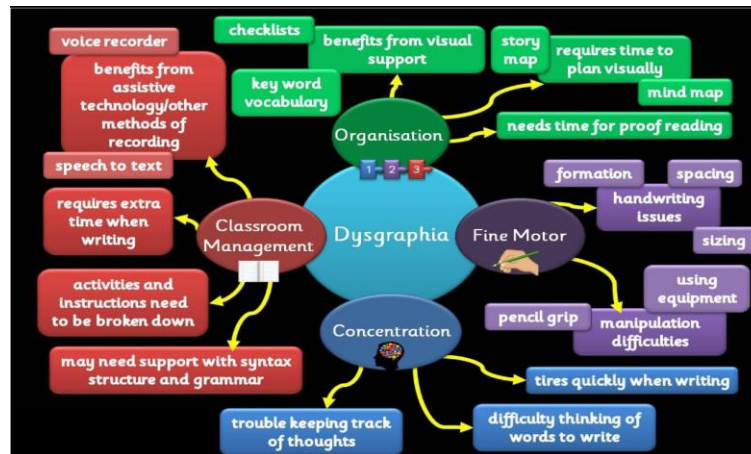 voice recorder
benefits from
assistive
technology/other
methods of
recording
speech to text
requires extra
time when
writing
activities and
instructions need
to be broken down
may need support with syntax
structure and grammar
Classroom
Management
checklists
benefits from visual
support
key word
vocabulary
story
map
requires time to
plan visually
mind map
needs time for proof reading
Organisation
1 2 3
Dysgraphia
Fine Motor
formation
spacing
handwriting
issues
sizing
using
equipment
pencil grip
manipulation
difficulties
Concentration
tires quickly when writing
difficulty thinking of
words to write
trouble keeping track
of thoughts